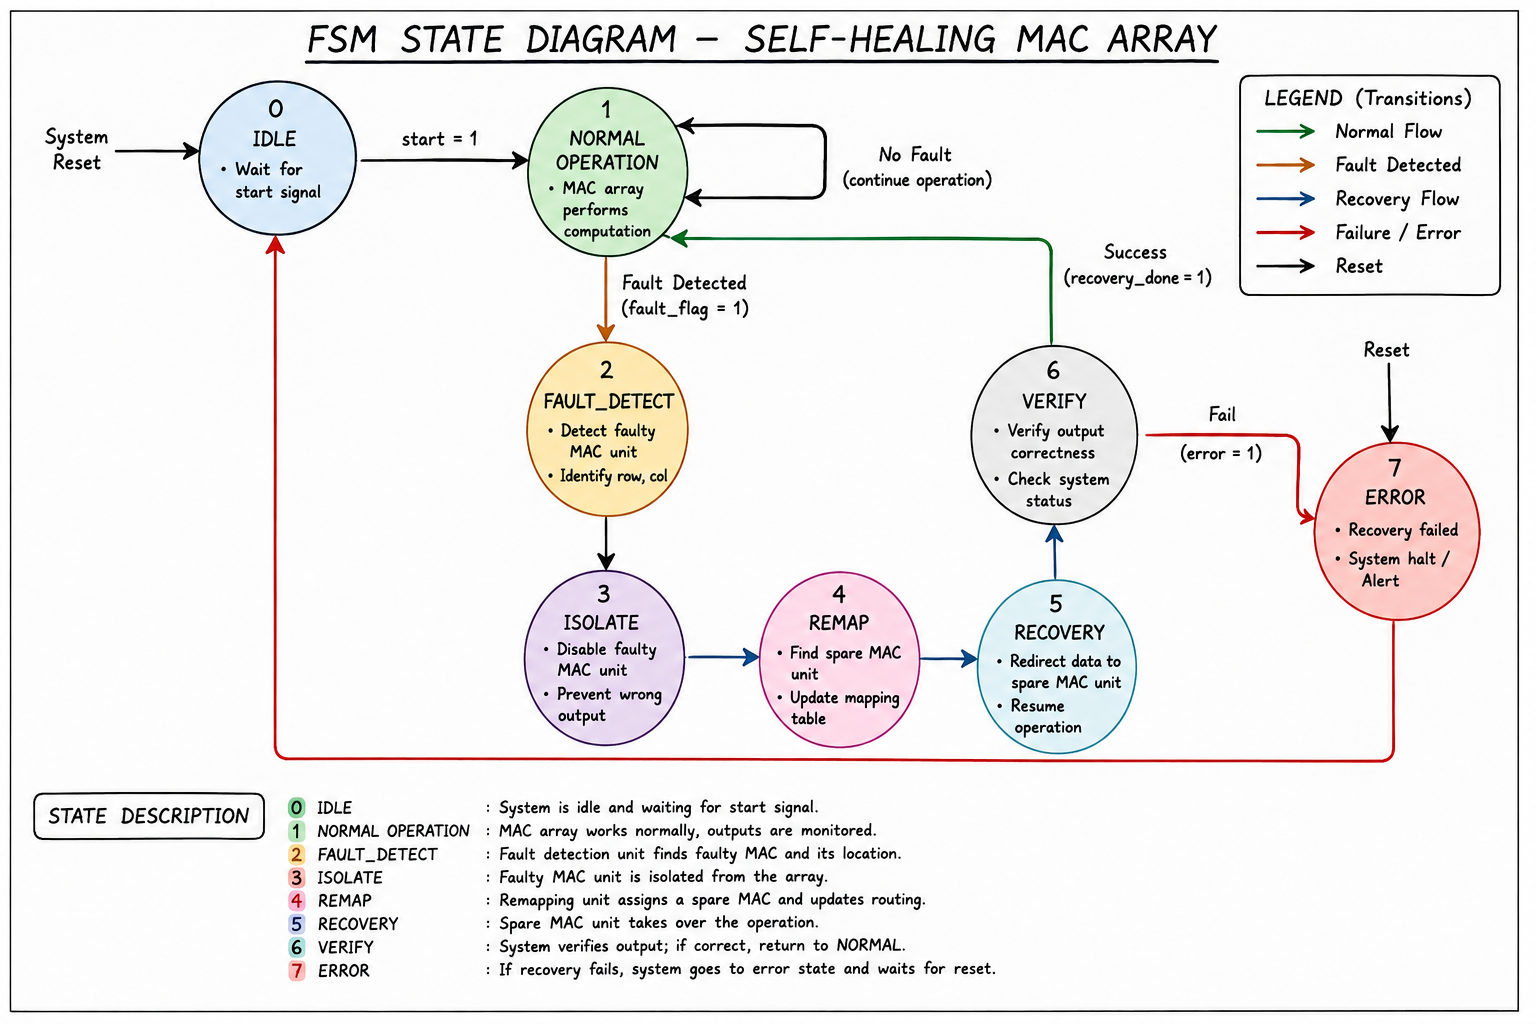 FSM STATE DIAGRAM – SELF-HEALING MAC ARRAY
System
Reset
0
IDLE
• Wait for
start signal
start = 1
1
NORMAL
OPERATION
• MAC array
performs
computation
No Fault
(continue operation)
LEGEND (Transitions)
Normal Flow
Fault Detected
Recovery Flow
Failure / Error
Reset
Fault Detected
(fault_flag = 1)
Success
(recovery_done = 1)
2
FAULT_DETECT
• Detect faulty
MAC unit
• Identify row, col
6
VERIFY
• Verify output
correctness
• Check system
status
Fail
(error = 1)
Reset
7
ERROR
• Recovery failed
• System halt /
Alert
3
ISOLATE
• Disable faulty
MAC unit
• Prevent wrong
output
4
REMAP
• Find spare MAC
unit
• Update mapping
table
5
RECOVERY
• Redirect data to
spare MAC unit
• Resume
operation
STATE DESCRIPTION
0 IDLE : System is idle and waiting for start signal.
1 NORMAL OPERATION : MAC array works normally, outputs are monitored.
2 FAULT_DETECT : Fault detection unit finds faulty MAC and its location.
3 ISOLATE : Faulty MAC unit is isolated from the array.
4 REMAP : Remapping unit assigns a spare MAC and updates routing.
5 RECOVERY : Spare MAC unit takes over the operation.
6 VERIFY : System verifies output; if correct, return to NORMAL.
7 ERROR : If recovery fails, system goes to error state and waits for reset.